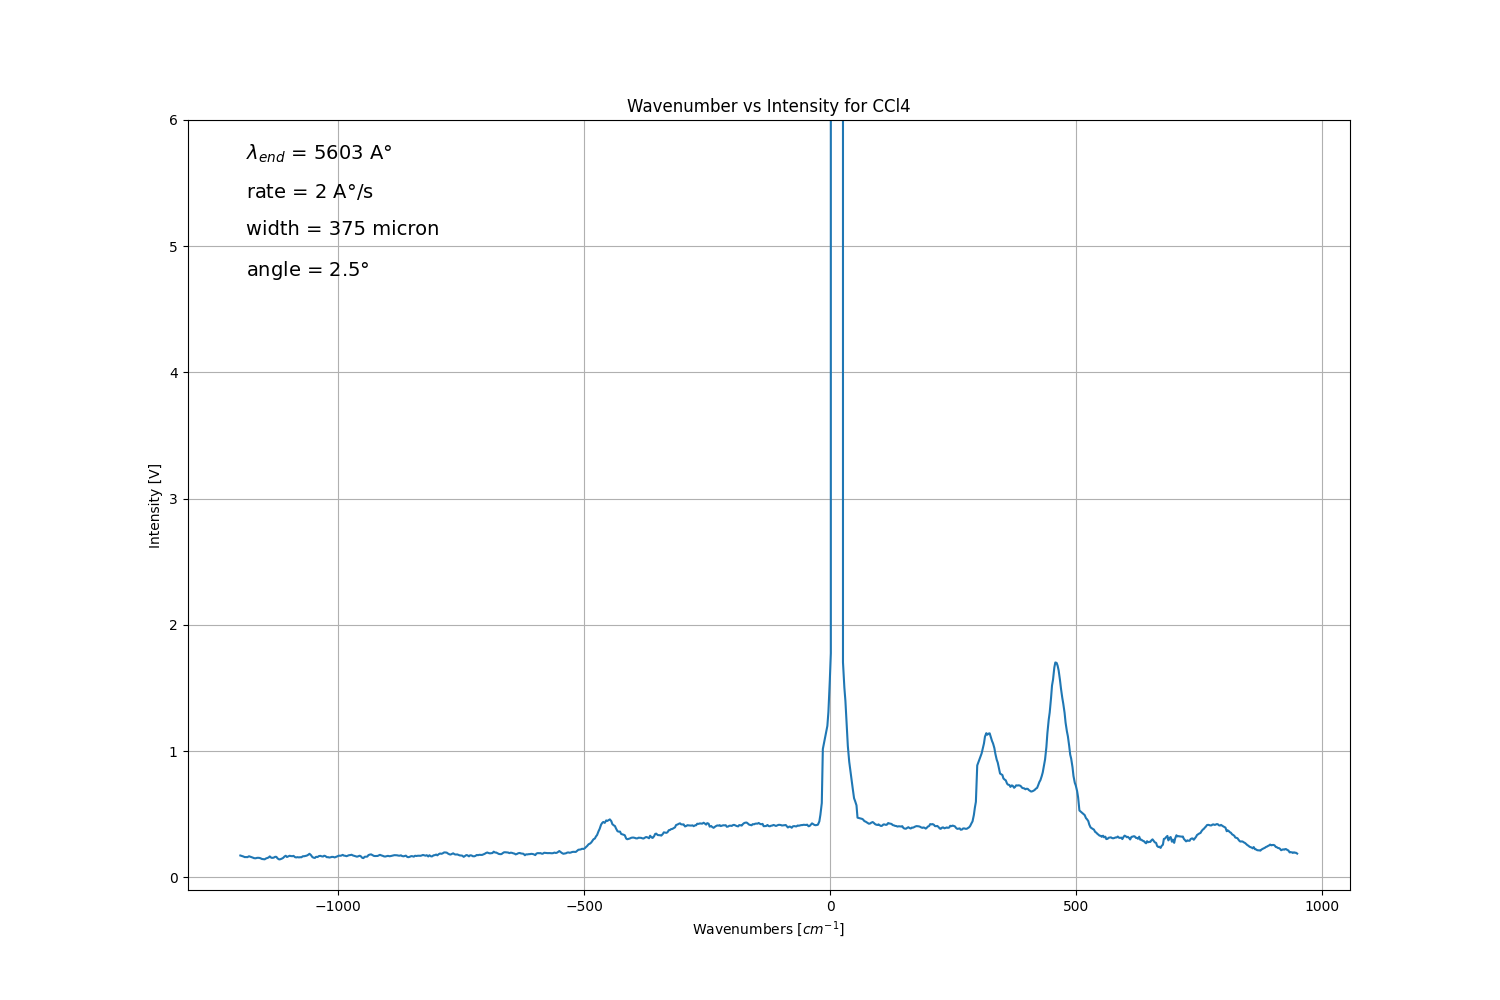 Wavenumber vs Intensity for CCl4
6
5
4
3
2
1
0
Intensity [V]
λend = 5603 A°
rate = 2 A°/s
width = 375 micron
angle = 2.5°
−1000
−500
0
500
1000
Wavenumbers [cm⁻¹]